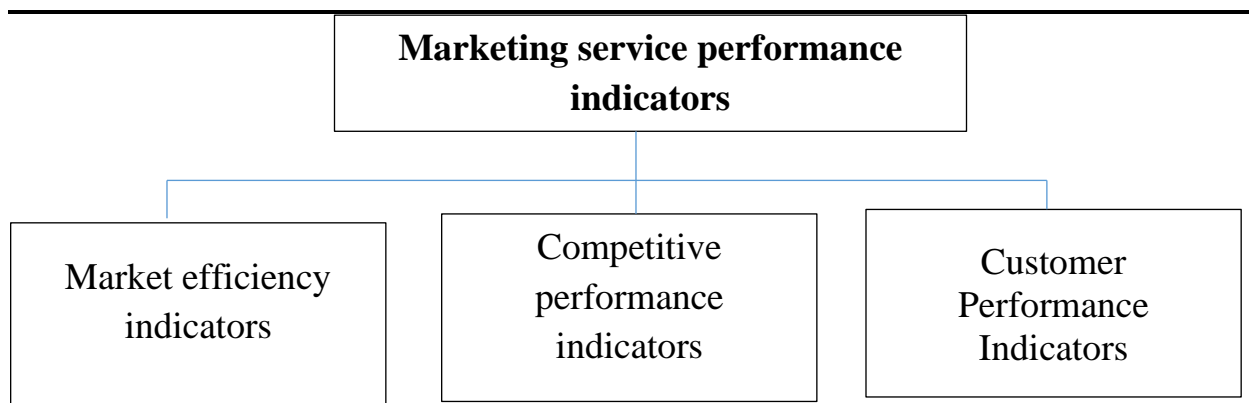 Marketing service performance
indicators
Market efficiency
indicators
Competitive
performance
indicators
Customer
Performance
Indicators